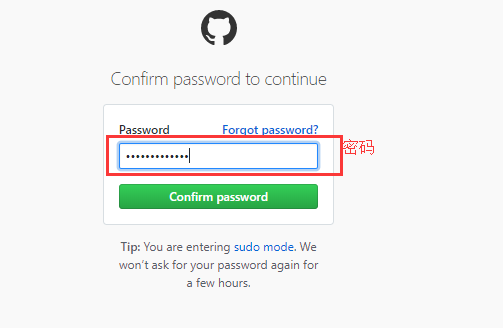 Confirm password to continue
Password Forgot password?
••••••••••••• 密码
Confirm password
Tip: You are entering sudo mode. We
won't ask for your password again for
a few hours.